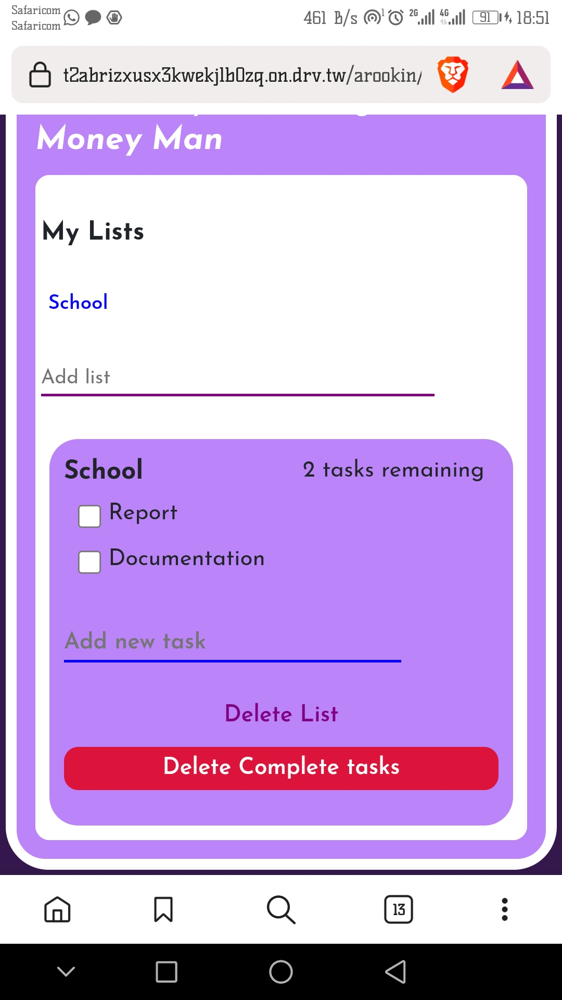 Safaricom
Safaricom
461 B/s 1 2G 4G 91 18:51
t2abrizxusx3kwekjlb0zq.on.drv.tw/arookin/
Money Man
My Lists
School
Add list
School 2 tasks remaining
Report
Documentation
Add new task
Delete List
Delete Complete tasks
13